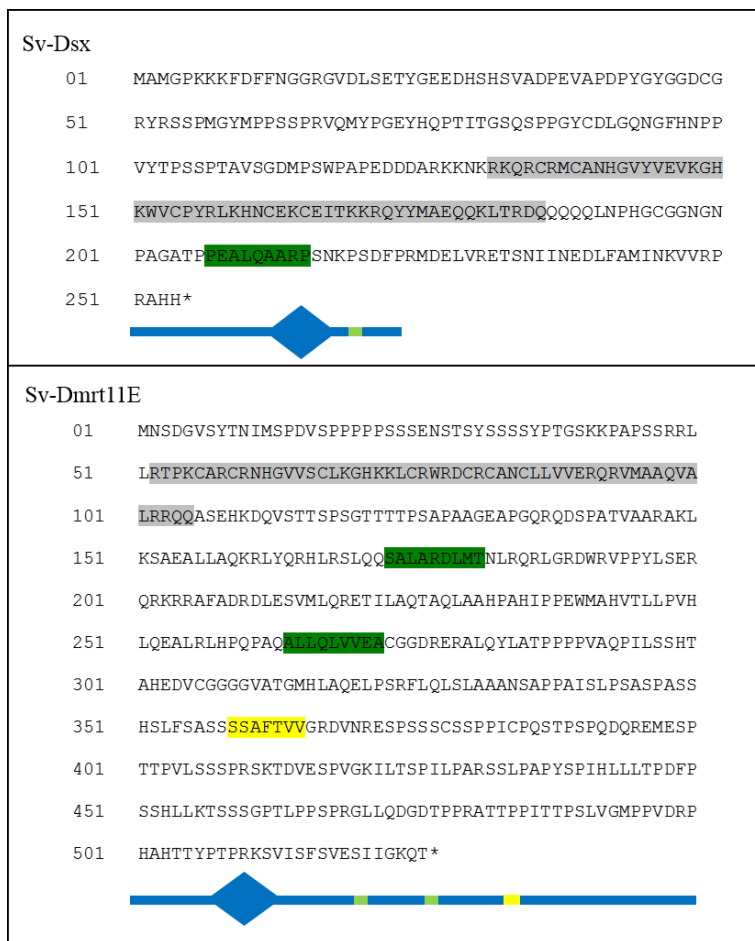 Sv-Dsx
01 MAMGPKKKFDFFNGGRGVDLSETYGEEDHSHSVADPEVAPDPYGYGGDCG
51 RYRSSPMGYMPPSSPRVQMYPGEYHQPTITGSQSPPGYCDLGQNGFHNPP
101 VYTPSSPTAVSGDMPSWPAPEDDDARKKNKRKQRCRMCANHGVYVEVKGH
151 KWVCPYRLKHNCEKCEITKKRQYYMAEQQKLTRDQQQQQLNPHGCGGNGN
201 PAGATPPEALQAARPSNKPSDFPRMDELVRETSNIINEDLFAMINKVVRP
251 RAHH*
Sv-Dmrt11E
01 MNSDGVSYTNIMSPDVSPPPPPSSSENSTSYSSSSYPTGSKKPAPSSRRL
51 LRTPKCARCRNHGVVSCLKGHKKLCRWRDCRCANCLLVVERQRVMAAQVA
101 LRRQQASEHKDQVSTTSPSGTTTTPSAPAAGEAPGQRQDSPATVAARAKL
151 KSAEALLAQKRLYQRHLRSLQQSALARDLMTNLRQRLGRDWRVPPYLSER
201 QRKRRAFADRDLESVMLQRETILAQTAQLAAHPAHIPPEWMAHVTLLPVH
251 LQEALRLHPQPAQALLQLVVEACGGDRERALQYLATPPPPVAQPILSSHT
301 AHEDVCGGGGVATGMHLAQELPSRFLQLSLAAANSAPPAISLPSASPASS
351 HSLFSASSSSAFTVVGRDVNRESPSSSCSSPPICPQSTPSPQDQREMESP
401 TTPVLSSSPRSKTDVESPVGKILTSPILPARSSLPAPYSPIHLLLTPDFP
451 SSHLLKTSSSGPTLPPSPRGLLQDGDTPPRATTPPITTPSLVGMPPVDRP
501 HAHTTYPTPRKSVISFSVESIIGKQT*